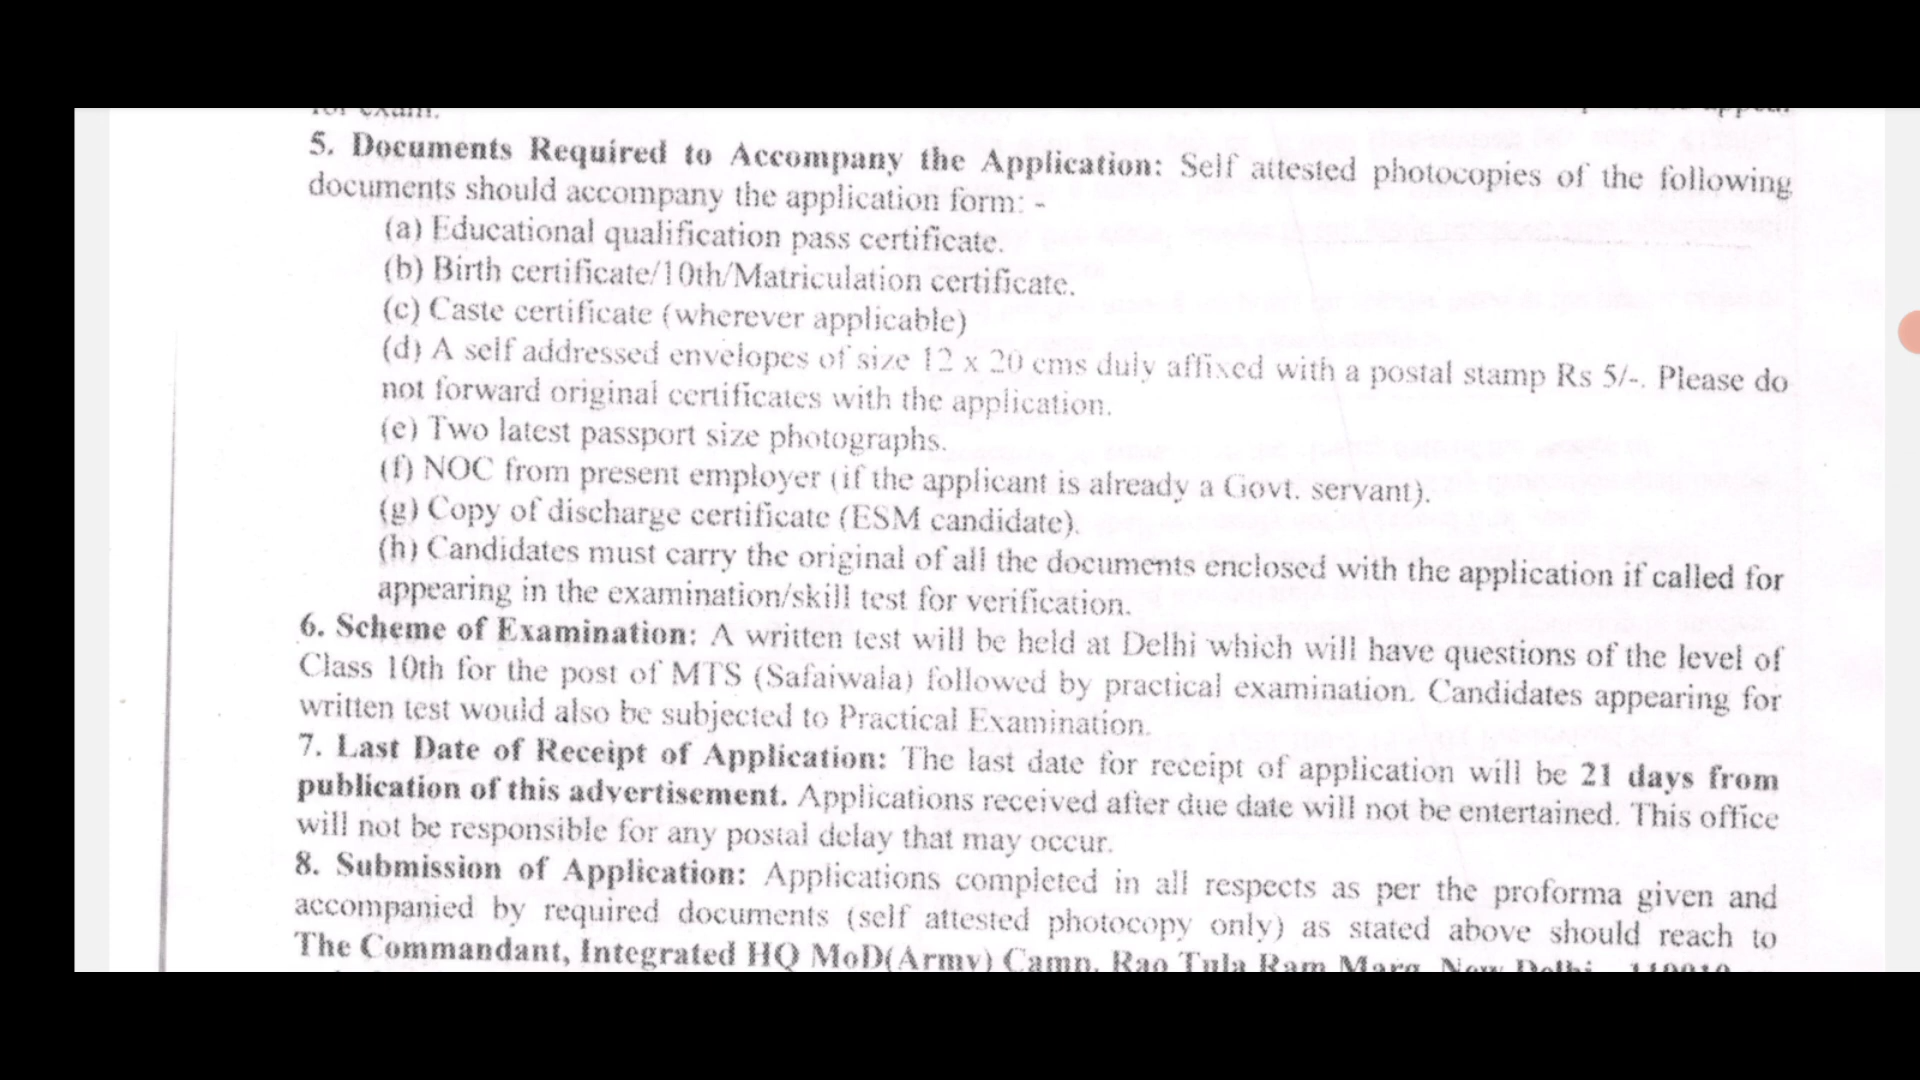 for exam.
5. Documents Required to Accompany the Application: Self attested photocopies of the following
documents should accompany the application form: -
(a) Educational qualification pass certificate.
(b) Birth certificate/10th/Matriculation certificate.
(c) Caste certificate (wherever applicable)
(d) A self addressed envelopes of size 12 x 20 cms duly affixed with a postal stamp Rs 5/-. Please do
not forward original certificates with the application.
(e) Two latest passport size photographs.
(f) NOC from present employer (if the applicant is already a Govt. servant).
(g) Copy of discharge certificate (ESM candidate).
(h) Candidates must carry the original of all the documents enclosed with the application if called for
appearing in the examination/skill test for verification.
6. Scheme of Examination: A written test will be held at Delhi which will have questions of the level of
Class 10th for the post of MTS (Safaiwala) followed by practical examination. Candidates appearing for
written test would also be subjected to Practical Examination.
7. Last Date of Receipt of Application: The last date for receipt of application will be 21 days from
publication of this advertisement. Applications received after due date will not be entertained. This office
will not be responsible for any postal delay that may occur.
8. Submission of Application: Applications completed in all respects as per the proforma given and
accompanied by required documents (self attested photocopy only) as stated above should reach to
The Commandant, Integrated HQ MoD(Army) Camp, Rao Tula Ram Marg, New Delhi